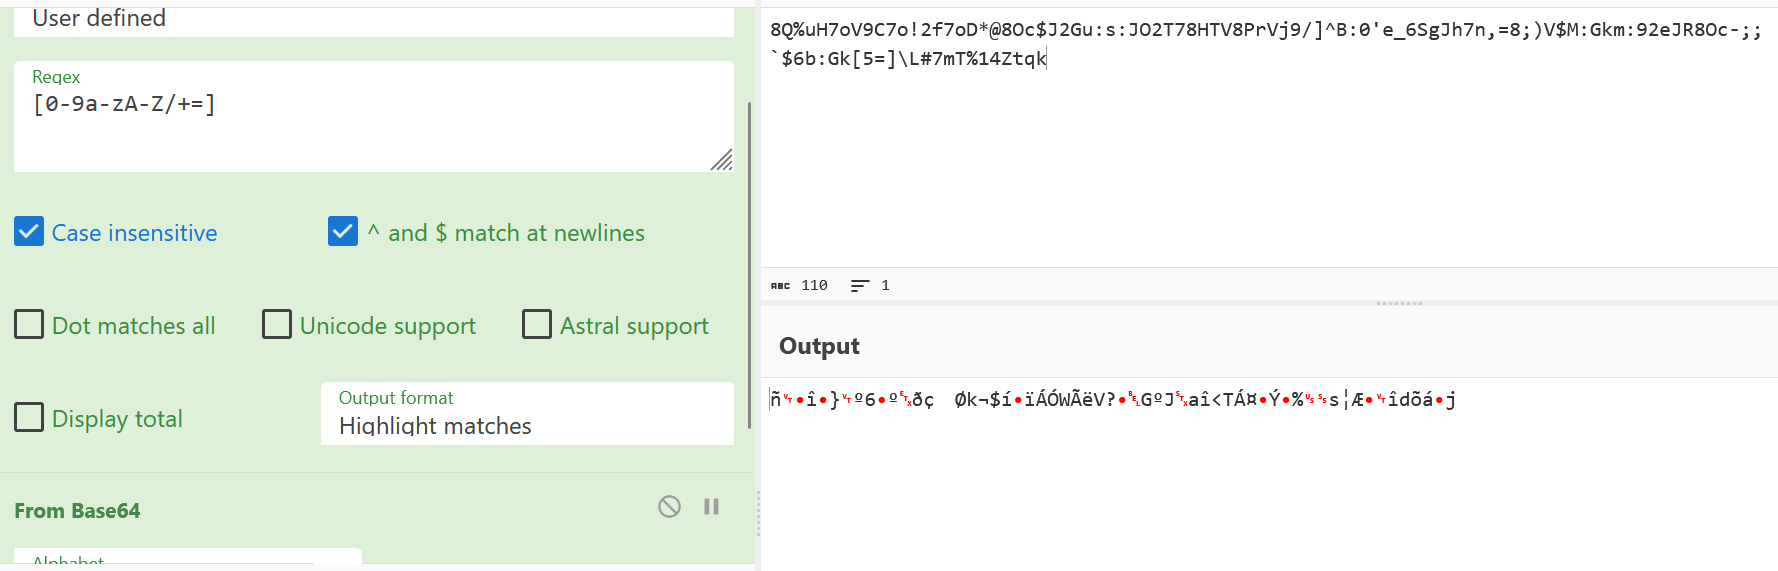 User defined
Regex
[0-9a-zA-Z/+=]
Case insensitive
^ and $ match at newlines
Dot matches all
Unicode support
Astral support
Display total
Output format
Highlight matches
From Base64
Alphabet
8Q%uH7oV9C7o!2f7oD*@8Oc$J2Gu:s:JO2T78HTV8PrVj9/]^B:0'e_6SgJh7n,=8;)V$M:Gkm:92eJR8Oc-;;
`$6b:Gk[5=]\L#7mT%14Ztqk
ABC 110 1
Output
ñ␋•î•}␋º6•º␃ðç Øk¬$í•ïÁÓWÃëV?•␇GºJ␂aî<TÁ¤•Ý•%␟s¦Æ•␋îdõá•j